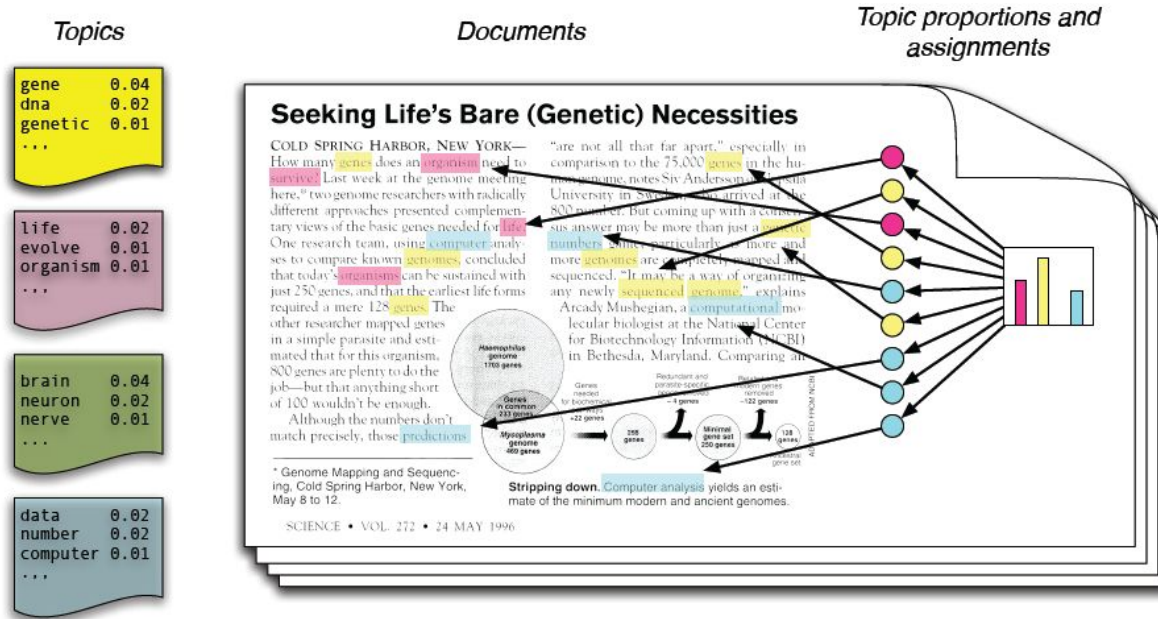 Topics
Documents
Topic proportions and
assignments
gene 0.04
dna 0.02
genetic 0.01
...
life 0.02
evolve 0.01
organism 0.01
...
brain 0.04
neuron 0.02
nerve 0.01
...
data 0.02
number 0.02
computer 0.01
...
Seeking Life's Bare (Genetic) Necessities
COLD SPRING HARBOR, NEW YORK—
How many genes does an organism need to
survive? Last week at the genome meeting
here,* two genome researchers with radically
different approaches presented complemen-
tary views of the basic genes needed for life.
One research team, using computer analy-
ses to compare known genomes, concluded
that today's organisms can be sustained with
just 250 genes, and that the earliest life forms
required a mere 128 genes. The
other researcher mapped genes
in a simple parasite and esti-
mated that for this organism,
800 genes are plenty to do the
job—but that anything short
of 100 wouldn't be enough.
Although the numbers don't
match precisely, those predictions
* Genome Mapping and Sequenc-
ing, Cold Spring Harbor, New York,
May 8 to 12.
"are not all that far apart," especially in
comparison to the 75,000 genes in the hu-
man genome, notes Siv Andersson of
University in arrived at the
800 number. But coming up with a consen-
sus answer may be more than just a genetic
numbers particularly more and
more genomes are completely mapped and
sequenced. "It may be a way of organizing
any newly sequenced genome," explains
Arcady Mushegian, a computational mo-
lecular biologist at the National Center
for Biotechnology Information (NCBI)
in Bethesda, Maryland. Comparing an
Haemophilus
genome
1703 genes
Genes
in common
233 genes
Mycoplasma
genome
469 genes
Genes
needed
for biochemical
+22 genes
Redundant and
parasite-specific
– 4 genes
modern genes
removed
–122 genes
genes
Minimal
gene set
250 genes
128
genes
gene set
ADAPTED FROM NCBI
Stripping down. Computer analysis yields an esti-
mate of the minimum modern and ancient genomes.
SCIENCE • VOL. 272 • 24 MAY 1996